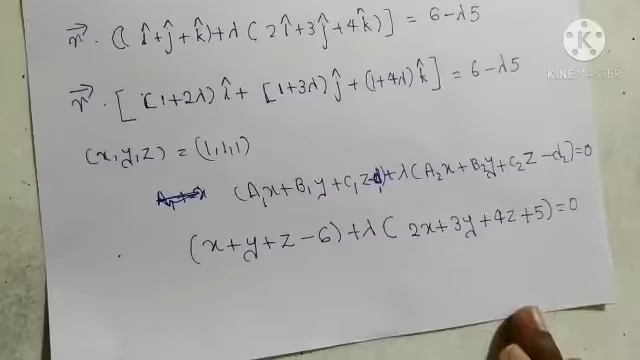 r⃗ . [( î+ĵ+k̂)+λ( 2î+3ĵ+4k̂)] = 6-λ5
KINEMASTER
r⃗ . [ (1+2λ) î + [1+3λ) ĵ + (1+4λ) k̂ ] = 6-λ5
(x,y,z) = (1,1,1)
(A₁x+B₁y+C₁z-d₁)+λ(A₂x+B₂y+C₂z-d₂)=0
(x+y+z-6)+λ( 2x+3y+4z+5)=0